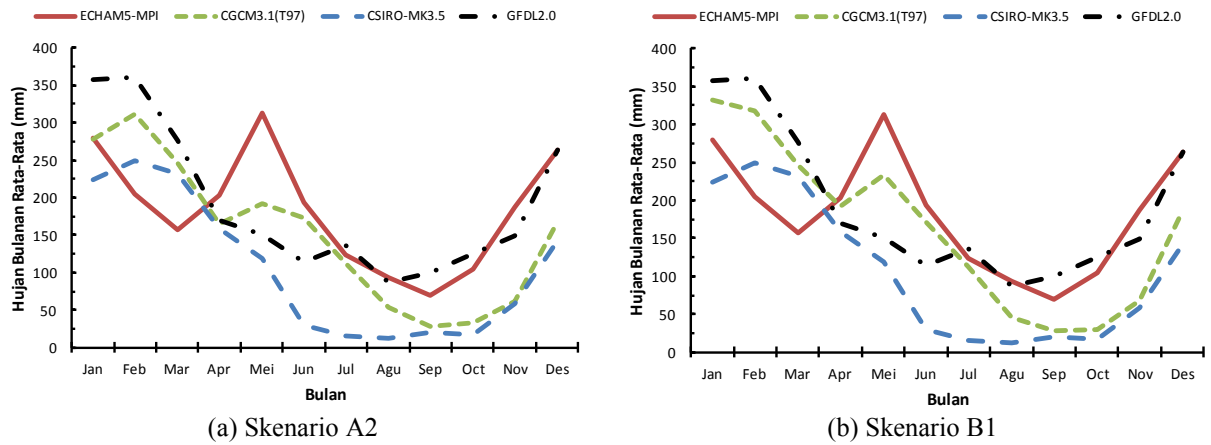 ECHAM5-MPI CGCM3.1(T97) CSIRO-MK3.5 GFDL2.0
Hujan Bulanan Rata-Rata (mm)
400
350
300
250
200
150
100
50
0
Jan Feb Mar Apr Mei Jun Jul Agu Sep Oct Nov Des
Bulan
(a) Skenario A2
ECHAM5-MPI CGCM3.1(T97) CSIRO-MK3.5 GFDL2.0
Hujan Bulanan Rata-Rata (mm)
400
350
300
250
200
150
100
50
0
Jan Feb Mar Apr Mei Jun Jul Agu Sep Oct Nov Des
Bulan
(b) Skenario B1